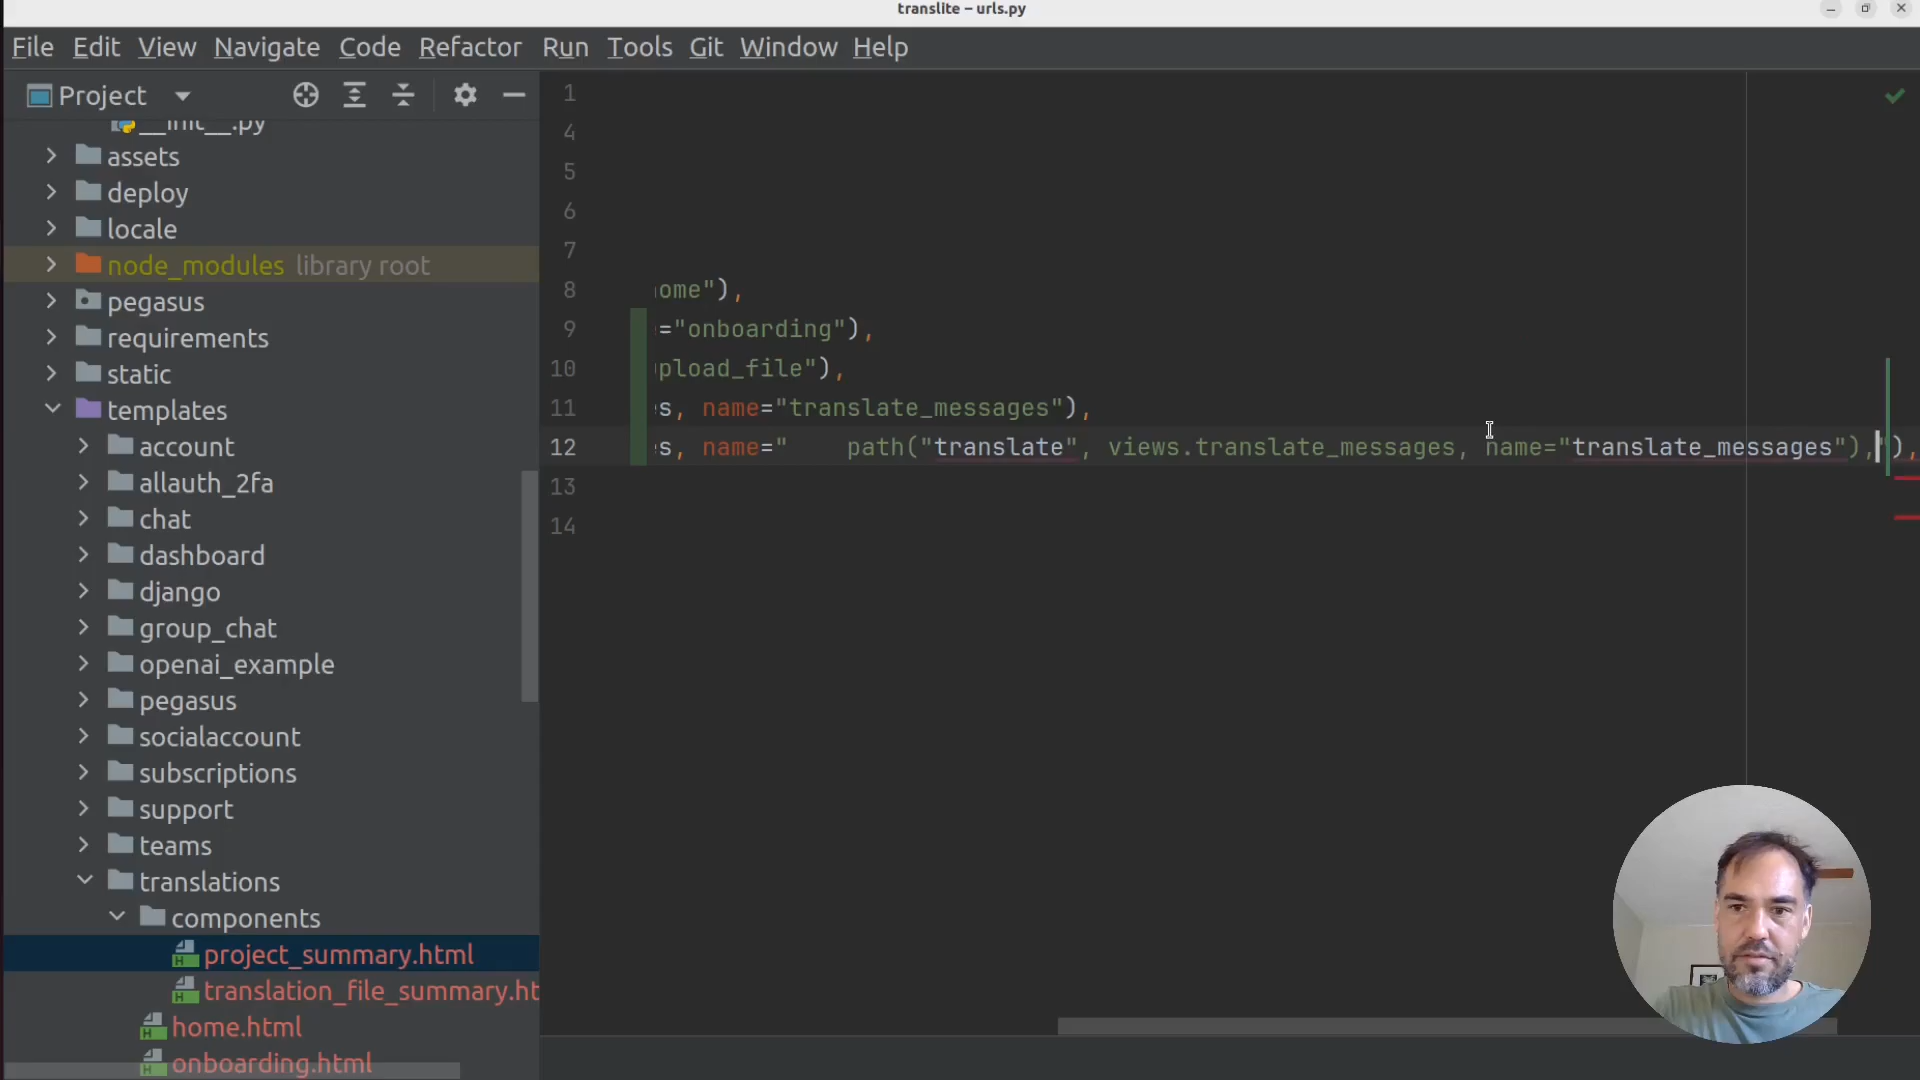 translite – urls.py
File Edit View Navigate Code Refactor Run Tools Git Window Help
Project
__init__.py
assets
deploy
locale
node_modules library root
pegasus
requirements
static
templates
account
allauth_2fa
chat
dashboard
django
group_chat
openai_example
pegasus
socialaccount
subscriptions
support
teams
translations
components
project_summary.html
translation_file_summary.ht
home.html
onboarding.html
1
4
5
6
7
8 ome"),
9 ="onboarding"),
10 pload_file"),
11 s, name="translate_messages"),
12 s, name="    path("translate", views.translate_messages, name="translate_messages"),"),
13
14